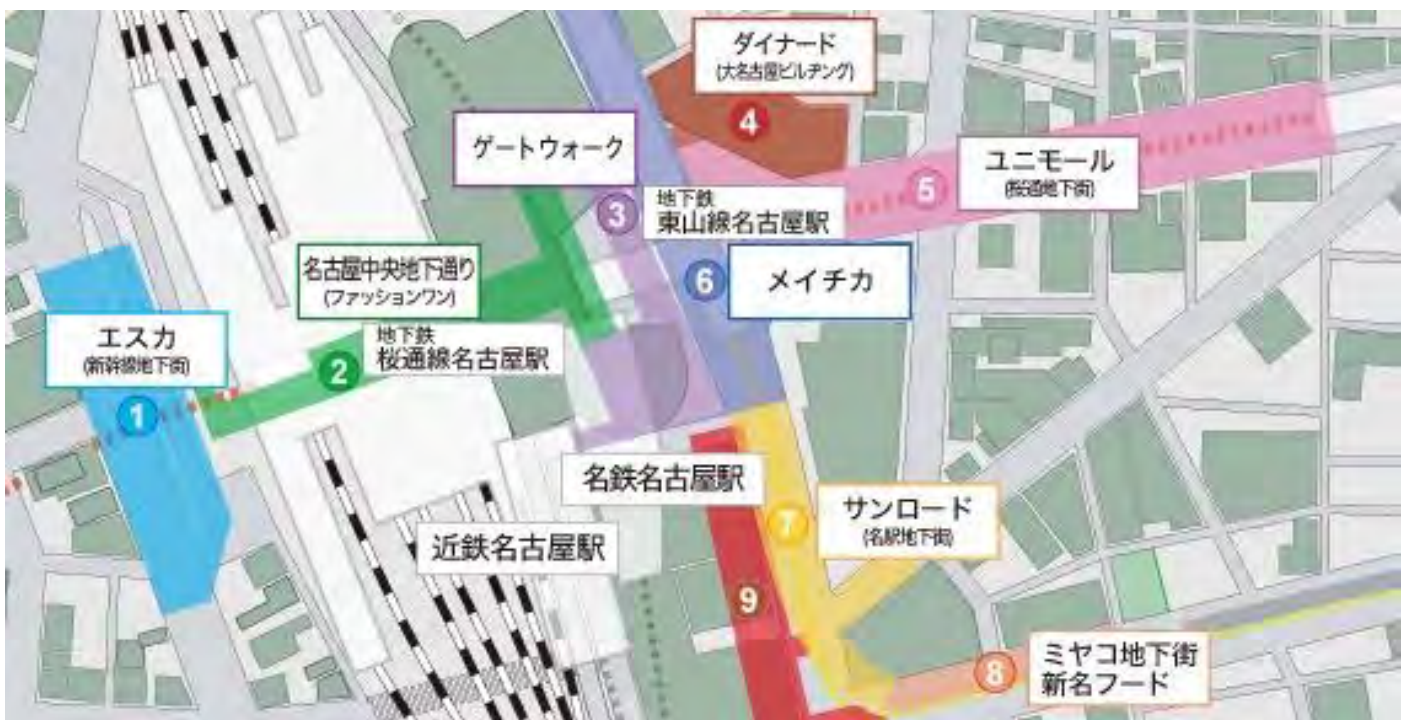 ダイナード
(大名古屋ビルヂング)
4
ゲートウォーク
ユニモール
(桜通地下街)
5
3
地下鉄
東山線名古屋駅
名古屋中央地下通り
(ファッションワン)
6
メイチカ
エスカ
(新幹線地下街)
地下鉄
桜通線名古屋駅
2
1
名鉄名古屋駅
サンロード
(名駅地下街)
7
近鉄名古屋駅
9
ミヤコ地下街
新名フード
8